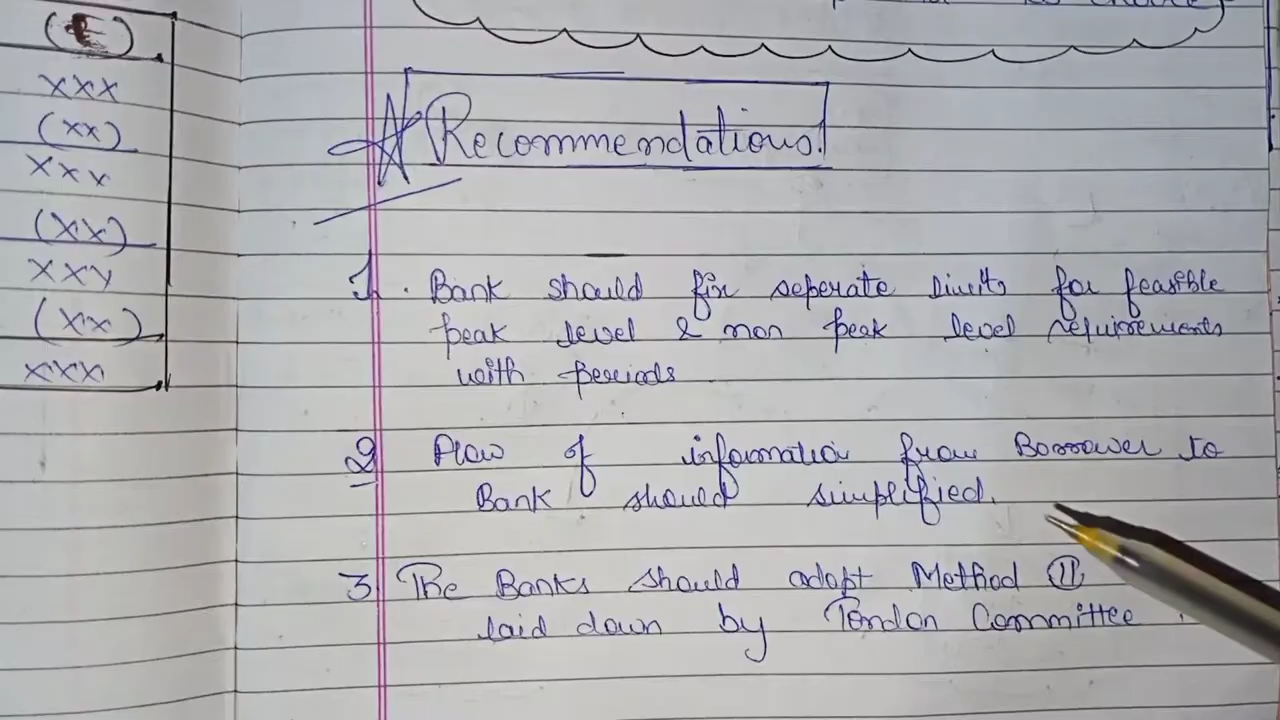 (
XXX
(XX)
XXX
(XX)
XXY
(XX)
XXX
Recommendations!
1. Bank should fix seperate limits for feasible
peak level & non peak level requirements
with periods
2 Flow of information from Borrower to
Bank should simplified.
3 The Banks should adopt Method II
laid down by Tondon Committee